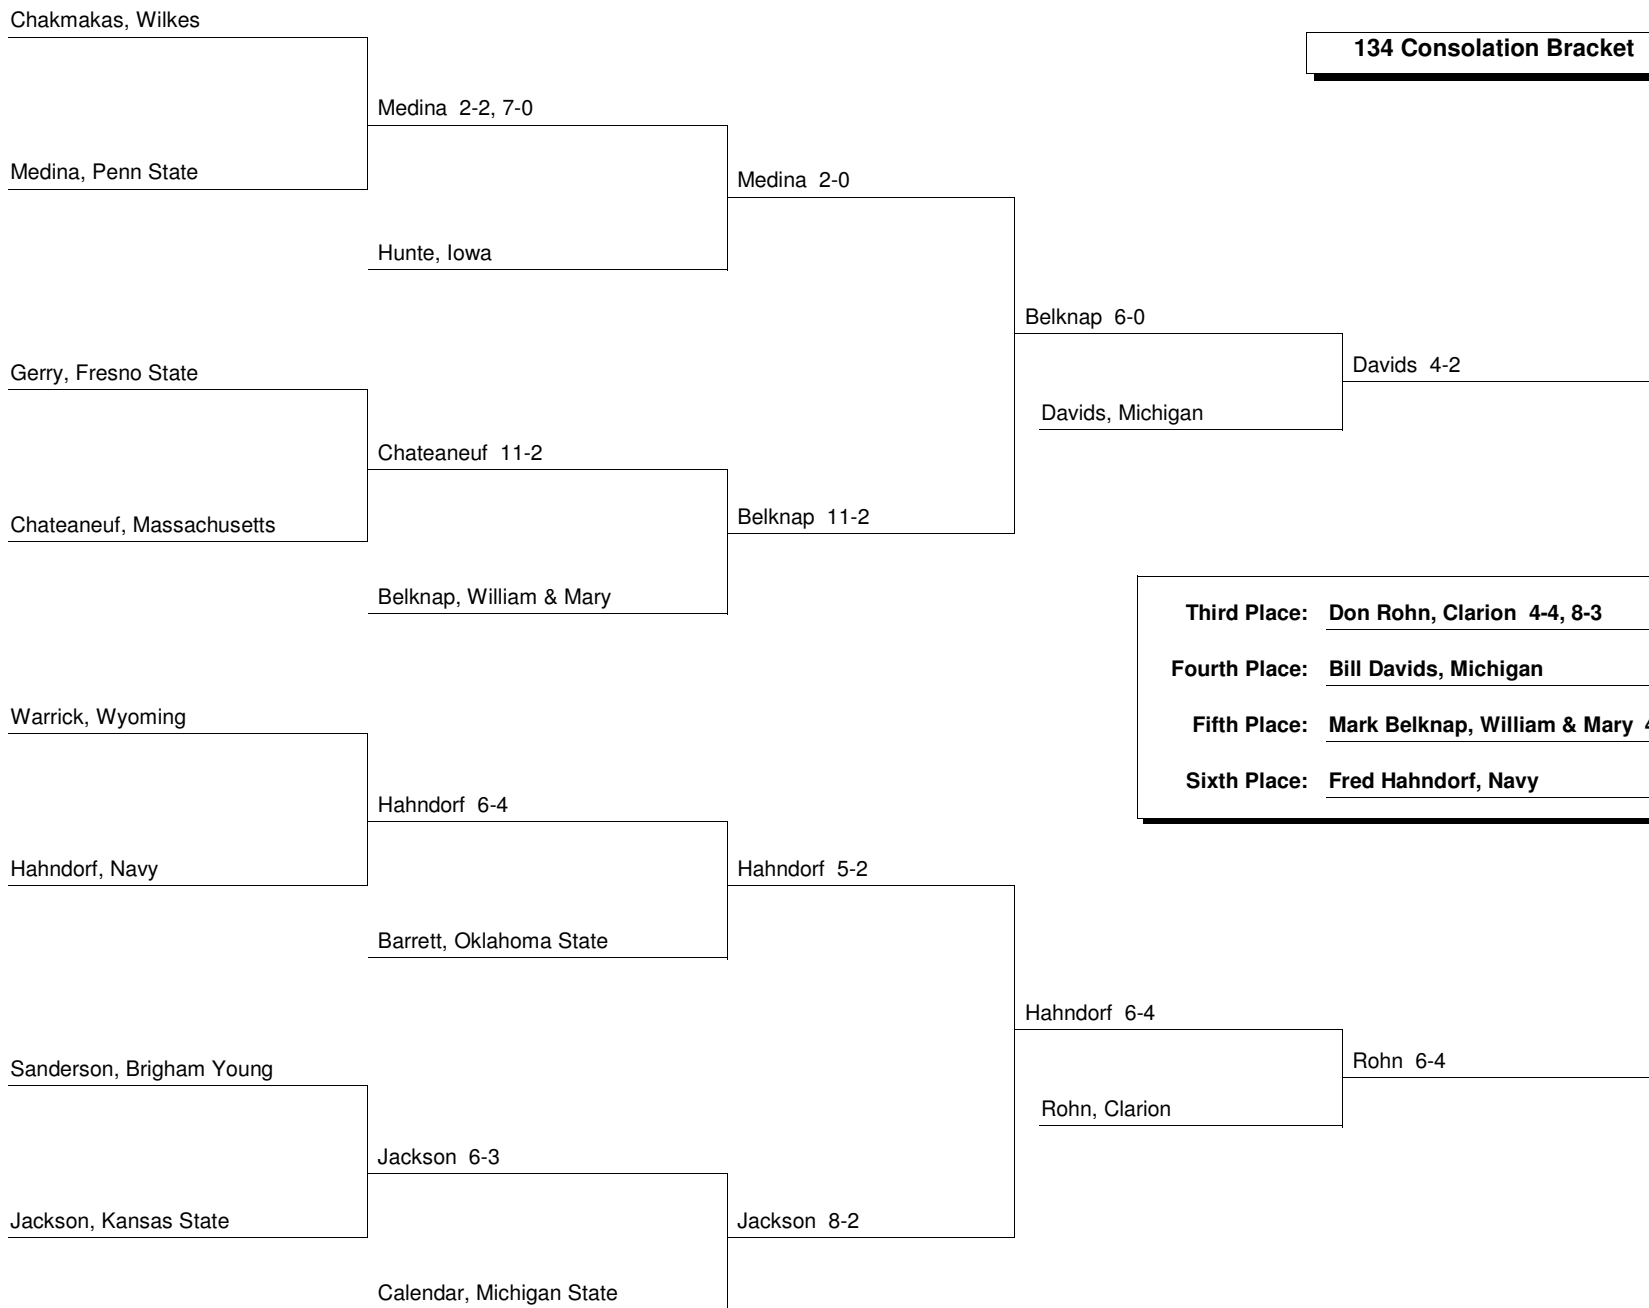 Chakmakas, Wilkes
134 Consolation Bracket
Medina 2-2, 7-0
Medina, Penn State
Medina 2-0
Hunte, Iowa
Belknap 6-0
Gerry, Fresno State
Davids 4-2
Davids, Michigan
Chateaneuf 11-2
Chateaneuf, Massachusetts
Belknap 11-2
Belknap, William & Mary
Third Place: Don Rohn, Clarion 4-4, 8-3
Fourth Place: Bill Davids, Michigan
Warrick, Wyoming
Fifth Place: Mark Belknap, William & Mary
Sixth Place: Fred Hahndorf, Navy
Hahndorf 6-4
Hahndorf, Navy
Hahndorf 5-2
Barrett, Oklahoma State
Hahndorf 6-4
Sanderson, Brigham Young
Rohn 6-4
Rohn, Clarion
Jackson 6-3
Jackson, Kansas State
Jackson 8-2
Calendar, Michigan State